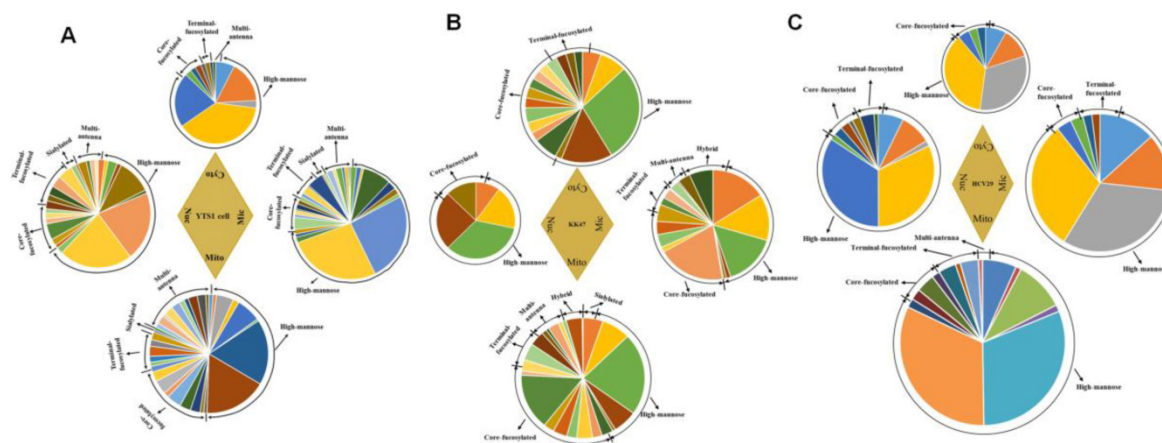 A
Core-
fucosylated
Terminal-
fucosylated
Multi-
antenna
High-mannose
Terminal-
fucosylated
Sialylated
Multi-
antenna
High-mannose
Core-
fucosylated
Cyto
Nuc
YTS1 cell
Mic
Mito
Terminal-
fucosylated
Sialylated
Multi-
antenna
Core-
fucosylated
High-mannose
Multi-
antenna
Sialylated
Terminal-
fucosylated
Core-
fucosylated
High-mannose
B
Terminal-fucosylated
Core-fucosylated
High-mannose
Core-fucosylated
High-mannose
Cyto
Nuc
KK47
Mic
Mito
Terminal-
fucosylated
Multi-antenna
Hybrid
High-mannose
Core-fucosylated
Terminal-
fucosylated
Multi-
antenna
Hybrid
Sialylated
Core-fucosylated
High-mannose
C
Core-fucosylated
High-mannose
Core-fucosylated
Terminal-fucosylated
High-mannose
Cyto
Nuc
HCV29
Mic
Mito
Core-
fucosylated
Terminal-
fucosylated
High-mannose
Multi-antenna
Terminal-fucosylated
Core-fucosylated
High-mannose